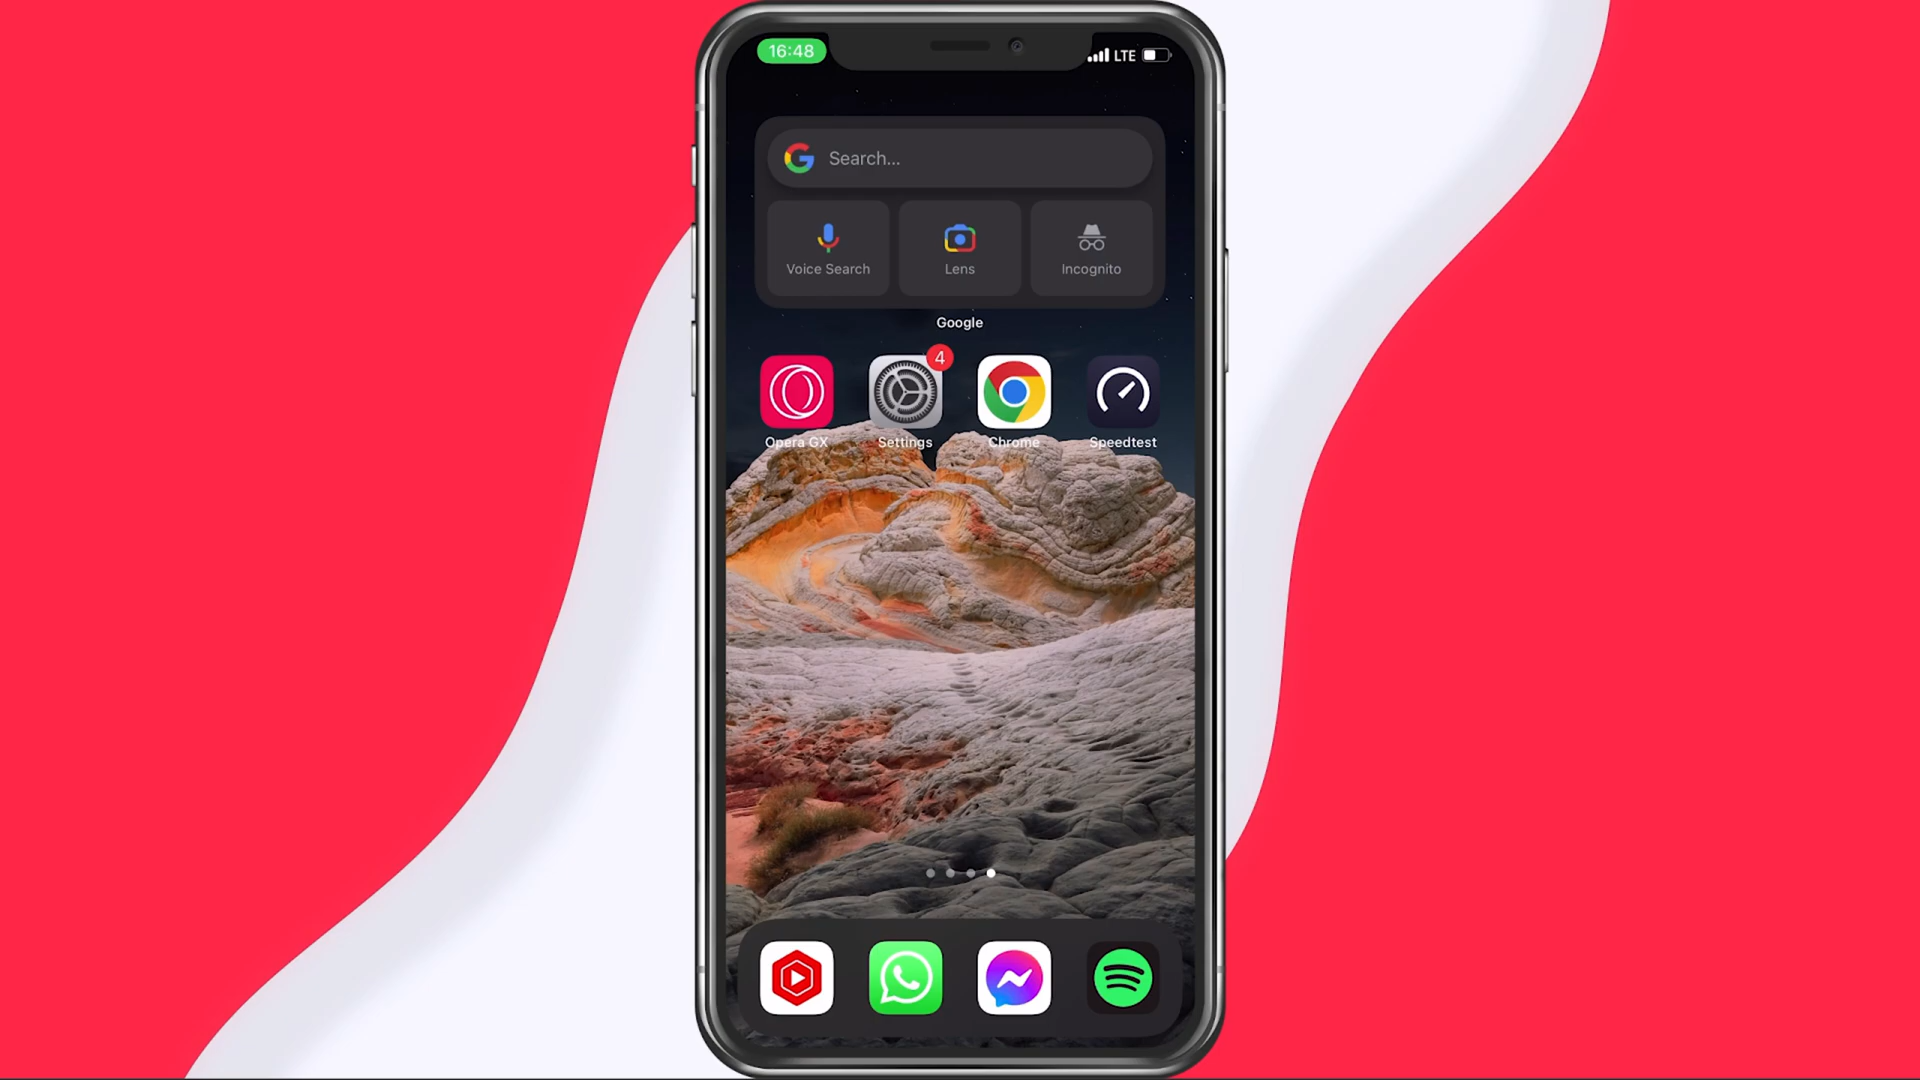 16:48
LTE
Search...
Voice Search
Lens
Incognito
Google
4
Opera GX
Settings
Chrome
Speedtest